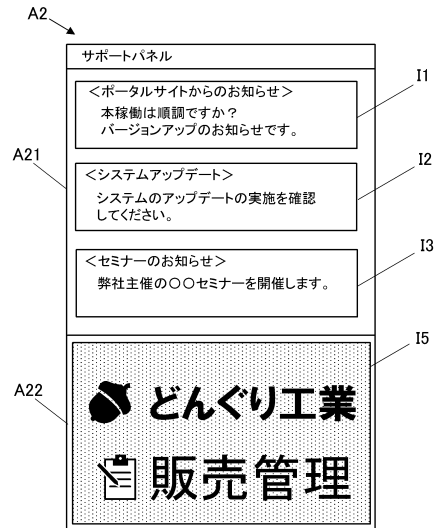 A2
サポートパネル
<ポータルサイトからのお知らせ>
本稼働は順調ですか?
バージョンアップのお知らせです。
I1
A21
<システムアップデート>
システムのアップデートの実施を確認
してください。
I2
<セミナーのお知らせ>
弊社主催の〇〇セミナーを開催します。
I3
I5
A22
どんぐり工業
販売管理